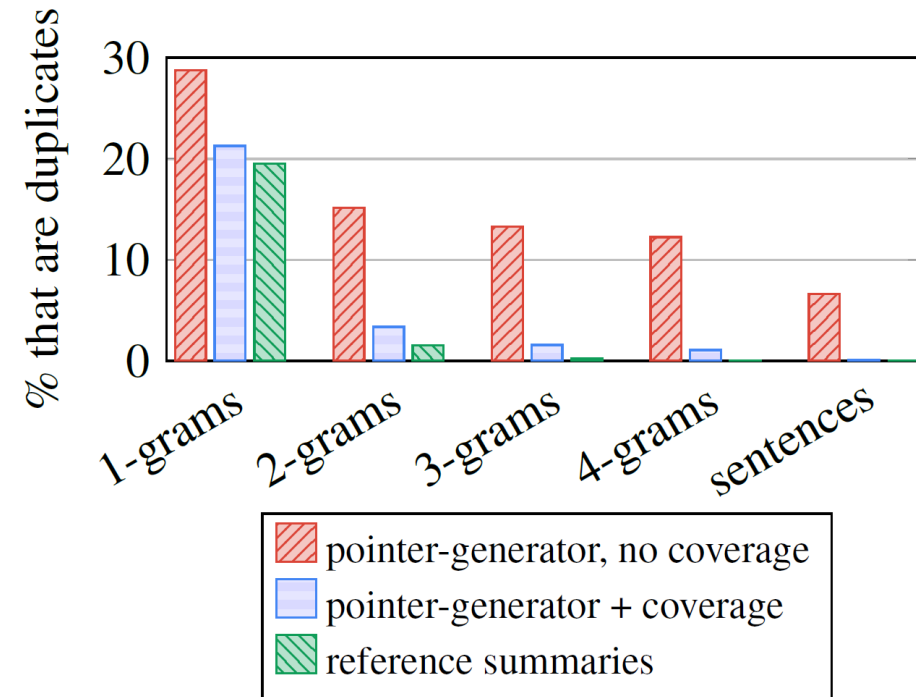 % that are duplicates
30
20
10
0
1-grams
2-grams
3-grams
4-grams
sentences
pointer-generator, no coverage
pointer-generator + coverage
reference summaries